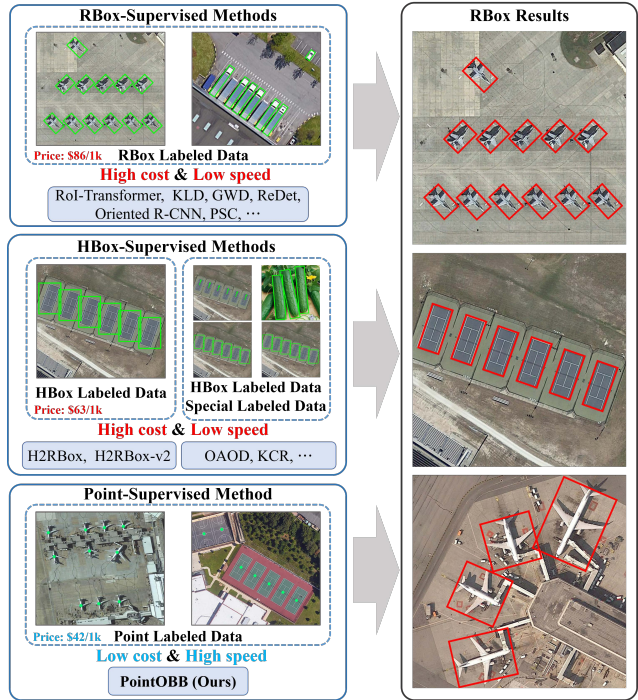 RBox-Supervised Methods
Price: $86/1k
RBox Labeled Data
High cost & Low speed
RoI-Transformer, KLD, GWD, ReDet,
Oriented R-CNN, PSC, ⋯
HBox-Supervised Methods
HBox Labeled Data
Price: $63/1k
HBox Labeled Data
Special Labeled Data
High cost & Low speed
H2RBox, H2RBox-v2
OAOD, KCR, ⋯
Point-Supervised Method
Price: $42/1k
Point Labeled Data
Low cost & High speed
PointOBB (Ours)
RBox Results